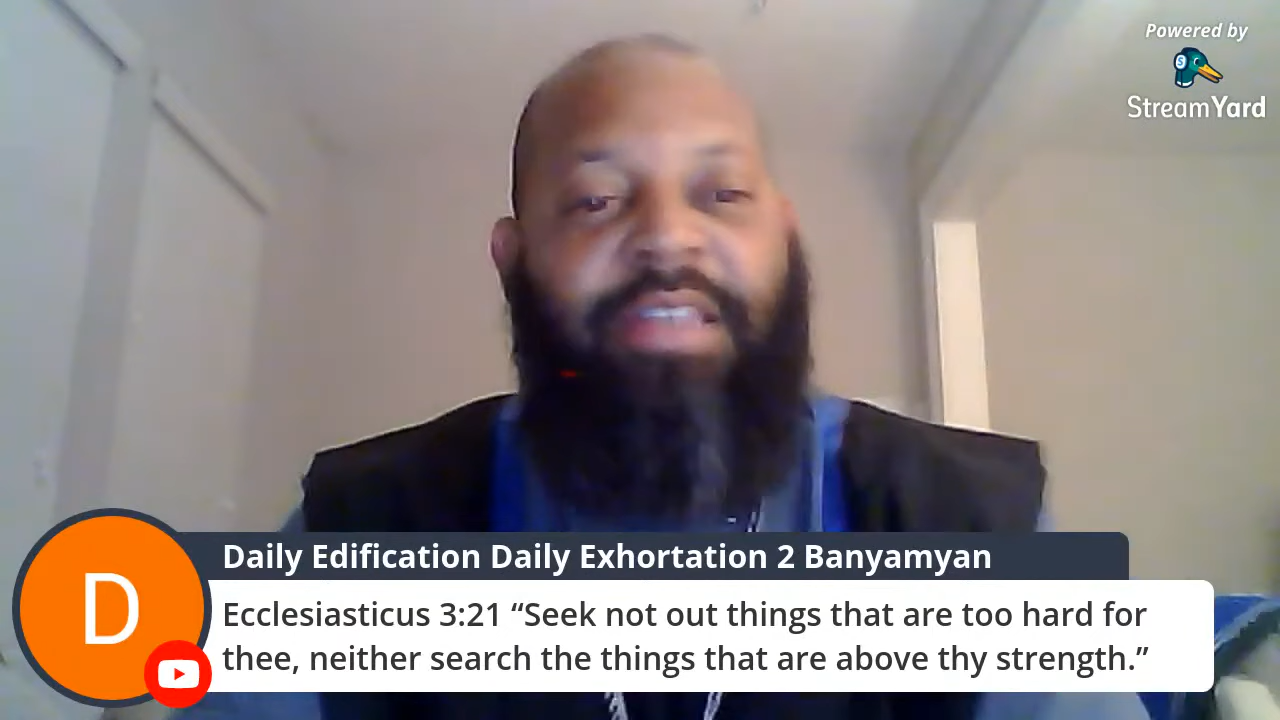 Powered by
StreamYard
Daily Edification Daily Exhortation 2 Banyamyan
D
Ecclesiasticus 3:21 “Seek not out things that are too hard for
thee, neither search the things that are above thy strength.”